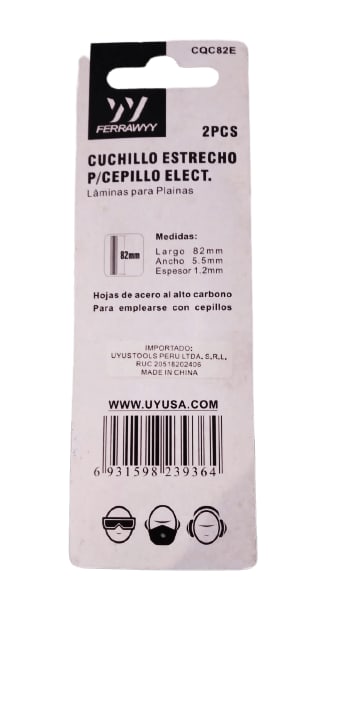 CQC82E
FERRAWYY
2PCS
CUCHILLO ESTRECHO
P/CEPILLO ELECT.
Lâminas para Plainas
82mm
Medidas:
Largo 82mm
Ancho 5.5mm
Espesor 1.2mm
Hojas de acero al alto carbono
Para emplearse con cepillos
IMPORTADO:
UYUSTOOLS PERU LTDA. S,R,L.
RUC 20518202406
MADE IN CHINA
WWW.UYUSA.COM
6 931598 239364